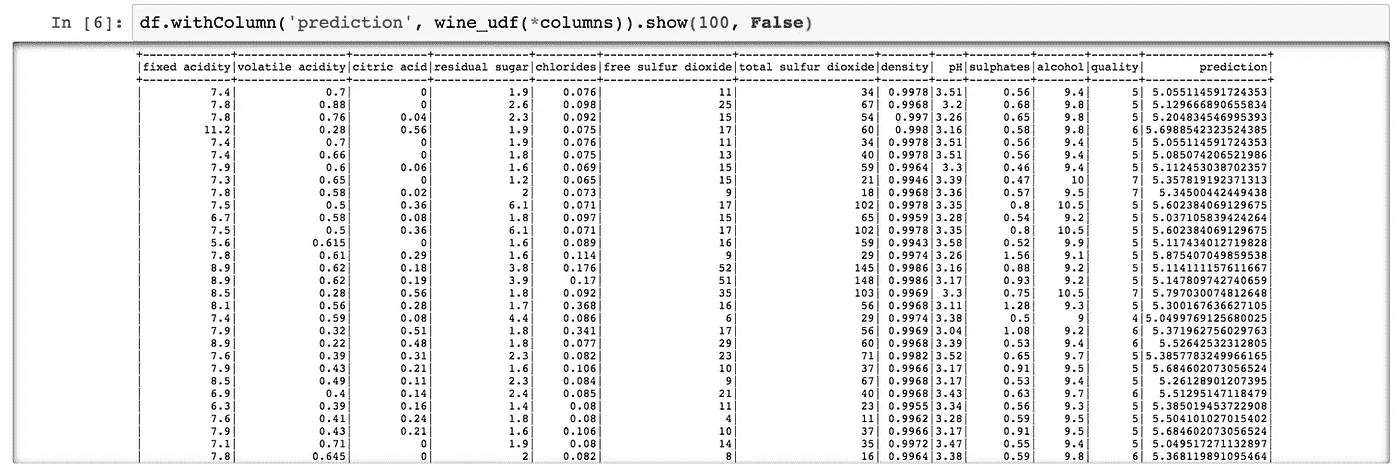 In [6]: df.withColumn('prediction', wine_udf(*columns)).show(100, False)
+-------------+----------------+-----------+--------------+---------+-------------------+--------------------+-------+----+---------+-------+-------+------------------+
|fixed acidity|volatile acidity|citric acid|residual sugar|chlorides|free sulfur dioxide|total sulfur dioxide|density| pH|sulphates|alcohol|quality| prediction|
+-------------+----------------+-----------+--------------+---------+-------------------+--------------------+-------+----+---------+-------+-------+------------------+
| 7.4| 0.7| 0| 1.9| 0.076| 11| 34| 0.9978|3.51| 0.56| 9.4| 5| 5.055114591724353|
| 7.8| 0.88| 0| 2.6| 0.098| 25| 67| 0.9968| 3.2| 0.68| 9.8| 5| 5.129666890655834|
| 7.8| 0.76| 0.04| 2.3| 0.092| 15| 54| 0.997|3.26| 0.65| 9.8| 5| 5.204834546995393|
| 11.2| 0.28| 0.56| 1.9| 0.075| 17| 60| 0.998|3.16| 0.58| 9.8| 6|5.6988542323524385|
| 7.4| 0.7| 0| 1.9| 0.076| 11| 34| 0.9978|3.51| 0.56| 9.4| 5| 5.055114591724353|
| 7.4| 0.66| 0| 1.8| 0.075| 13| 40| 0.9978|3.51| 0.56| 9.4| 5| 5.085074206521986|
| 7.9| 0.6| 0.06| 1.6| 0.069| 15| 59| 0.9964| 3.3| 0.46| 9.4| 5| 5.112453038702357|
| 7.3| 0.65| 0| 1.2| 0.065| 15| 21| 0.9946|3.39| 0.47| 10| 7| 5.357819192371313|
| 7.8| 0.58| 0.02| 2| 0.073| 9| 18| 0.9968|3.36| 0.57| 9.5| 7| 5.34500442449438|
| 7.5| 0.5| 0.36| 6.1| 0.071| 17| 102| 0.9978|3.35| 0.8| 10.5| 5| 5.602384069129675|
| 6.7| 0.58| 0.08| 1.8| 0.097| 15| 65| 0.9959|3.28| 0.54| 9.2| 5| 5.037105839424264|
| 7.5| 0.5| 0.36| 6.1| 0.071| 17| 102| 0.9978|3.35| 0.8| 10.5| 5| 5.602384069129675|
| 5.6| 0.615| 0| 1.6| 0.089| 16| 59| 0.9943|3.58| 0.52| 9.9| 5| 5.117434012719828|
| 7.8| 0.61| 0.29| 1.6| 0.114| 9| 29| 0.9974|3.26| 1.56| 9.1| 5| 5.875407049859538|
| 8.9| 0.62| 0.18| 3.8| 0.176| 52| 145| 0.9986|3.16| 0.88| 9.2| 5| 5.114111157611667|
| 8.9| 0.62| 0.19| 3.9| 0.17| 51| 148| 0.9986|3.17| 0.93| 9.2| 5| 5.147809742740659|
| 8.5| 0.28| 0.56| 1.8| 0.092| 35| 103| 0.9969| 3.3| 0.75| 10.5| 7| 5.797030074812648|
| 8.1| 0.56| 0.28| 1.7| 0.368| 16| 56| 0.9968|3.11| 1.28| 9.3| 5| 5.300167636627105|
| 7.4| 0.59| 0.08| 4.4| 0.086| 6| 29| 0.9974|3.38| 0.5| 9| 4|5.0499769125680025|
| 7.9| 0.32| 0.51| 1.8| 0.341| 17| 56| 0.9969|3.04| 1.08| 9.2| 6| 5.371962756029763|
| 8.9| 0.22| 0.48| 1.8| 0.077| 29| 60| 0.9968|3.39| 0.53| 9.4| 6| 5.52642532312805|
| 7.6| 0.39| 0.31| 2.3| 0.082| 23| 71| 0.9982|3.52| 0.65| 9.7| 5|5.3857783249966165|
| 7.9| 0.43| 0.21| 1.6| 0.106| 10| 37| 0.9966|3.17| 0.91| 9.5| 5| 5.684602073056524|
| 8.5| 0.49| 0.11| 2.3| 0.084| 9| 67| 0.9968|3.17| 0.53| 9.4| 5| 5.26128901207395|
| 6.9| 0.4| 0.14| 2.4| 0.085| 21| 40| 0.9968|3.43| 0.63| 9.7| 6| 5.51295147118479|
| 6.3| 0.39| 0.16| 1.4| 0.08| 11| 23| 0.9955|3.34| 0.56| 9.3| 5| 5.385019453722908|
| 7.6| 0.41| 0.24| 1.8| 0.08| 4| 11| 0.9962|3.28| 0.59| 9.5| 5| 5.504101027015402|
| 7.9| 0.43| 0.21| 1.6| 0.106| 10| 37| 0.9966|3.17| 0.91| 9.5| 5| 5.684602073056524|
| 7.1| 0.71| 0| 1.9| 0.08| 14| 35| 0.9972|3.47| 0.55| 9.4| 5| 5.049517271132897|
| 7.8| 0.645| 0| 2| 0.082| 8| 16| 0.9964|3.38| 0.59| 9.8| 6| 5.368119891095464|